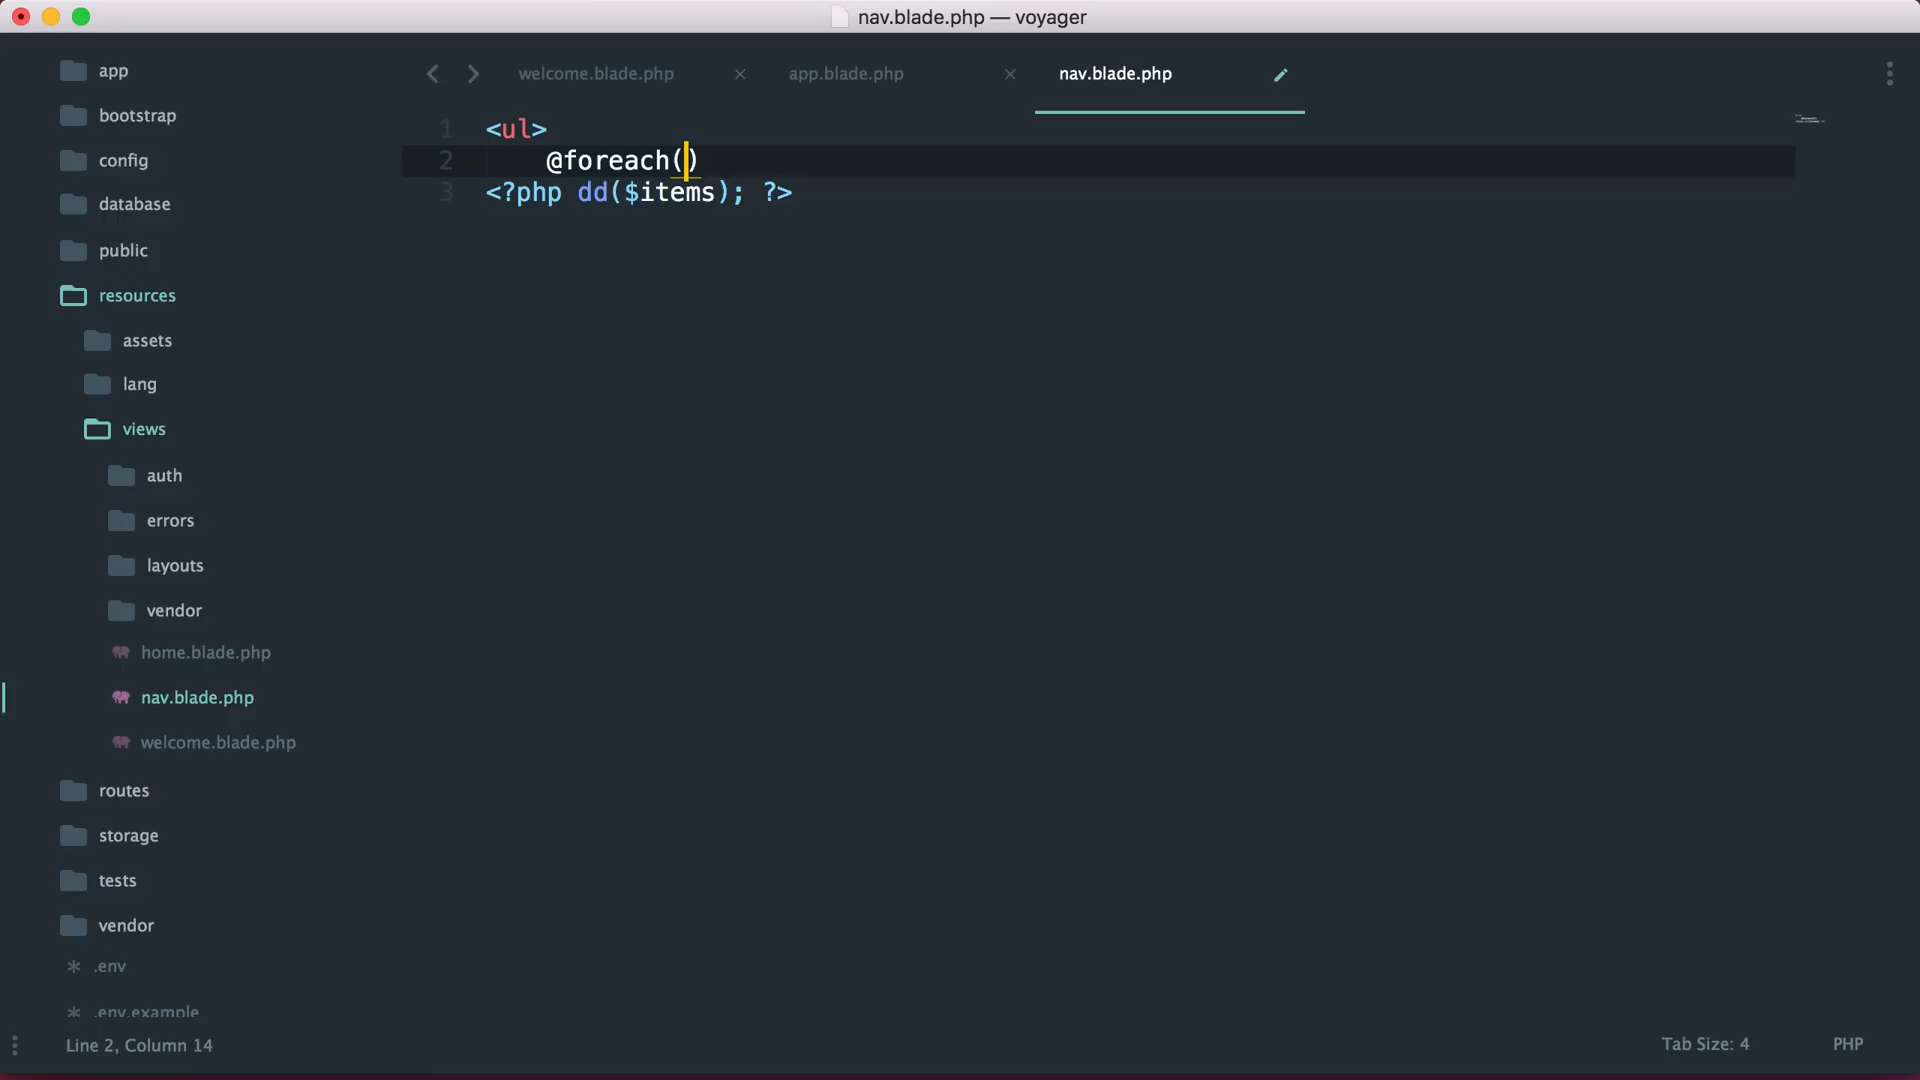 nav.blade.php — voyager
app
bootstrap
config
database
public
resources
assets
lang
views
auth
errors
layouts
vendor
home.blade.php
nav.blade.php
welcome.blade.php
routes
storage
tests
vendor
* .env
* .env.example
welcome.blade.php ×
app.blade.php ×
nav.blade.php
1 <ul>
2 @foreach()
3 <?php dd($items); ?>
Line 2, Column 14
Tab Size: 4
PHP